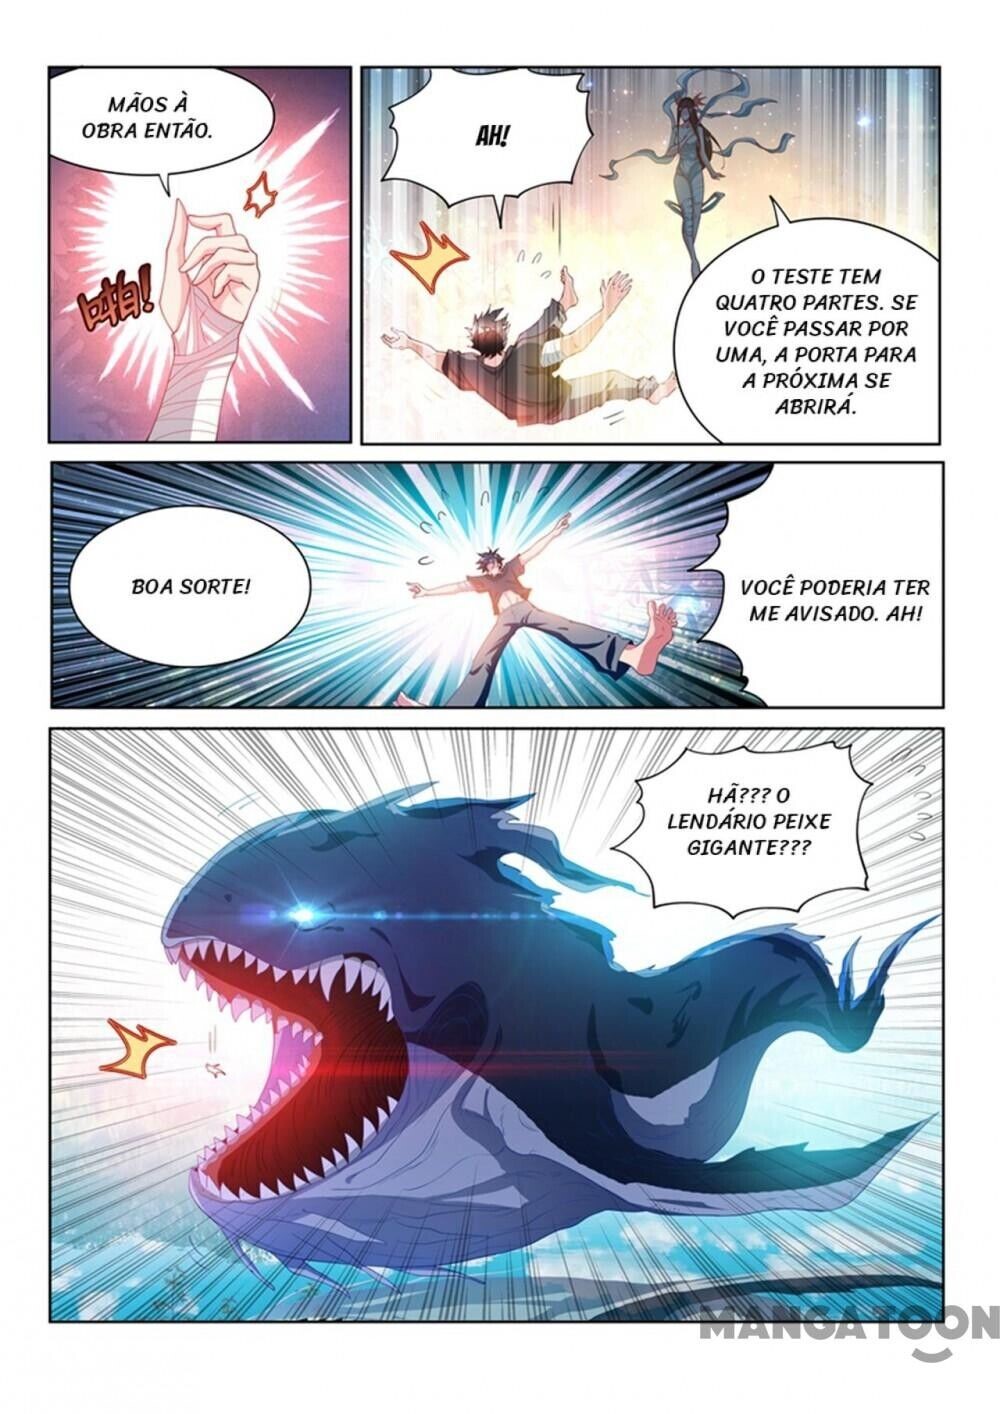 MÃOS À
OBRA ENTÃO.
啪!
AH!
O TESTE TEM
QUATRO PARTES. SE
VOCÊ PASSAR POR
UMA, A PORTA PARA
A PRÓXIMA SE
ABRIRÁ.
BOA SORTE!
VOCÊ PODERIA TER
ME AVISADO. AH!
HÃ??? O
LENDÁRIO PEIXE
GIGANTE???
MANGATOON